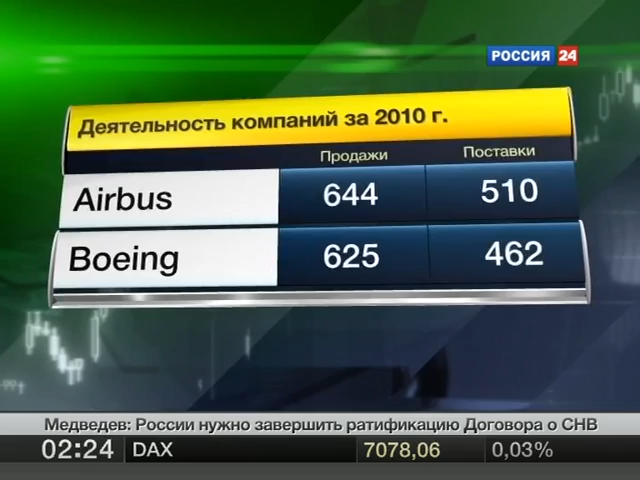 РОССИЯ 24
Деятельность компаний за 2010 г.
Продажи Поставки
Airbus 644 510
Boeing 625 462
Медведев: России нужно завершить ратификацию Договора о СНВ
02:24 DAX 7078,06 0,03%